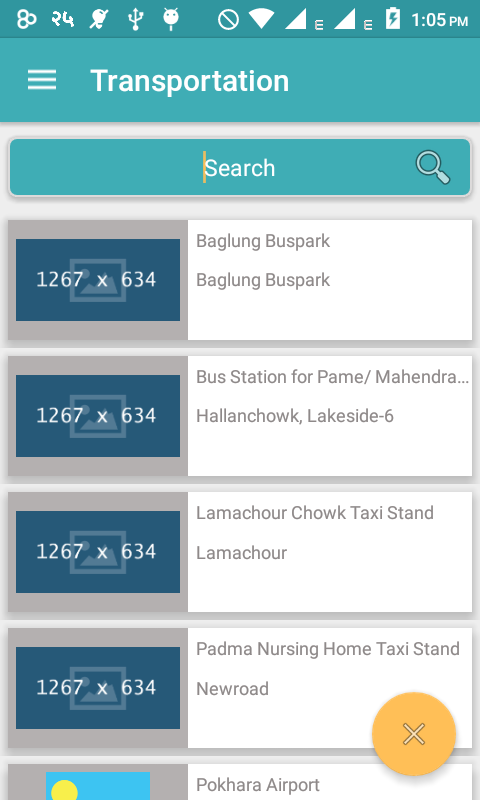 २५
E
E
1:05 PM
Transportation
Search
1267 x 634
Baglung Buspark
Baglung Buspark
1267 x 634
Bus Station for Pame/ Mahendra...
Hallanchowk, Lakeside-6
1267 x 634
Lamachour Chowk Taxi Stand
Lamachour
1267 x 634
Padma Nursing Home Taxi Stand
Newroad
Pokhara Airport